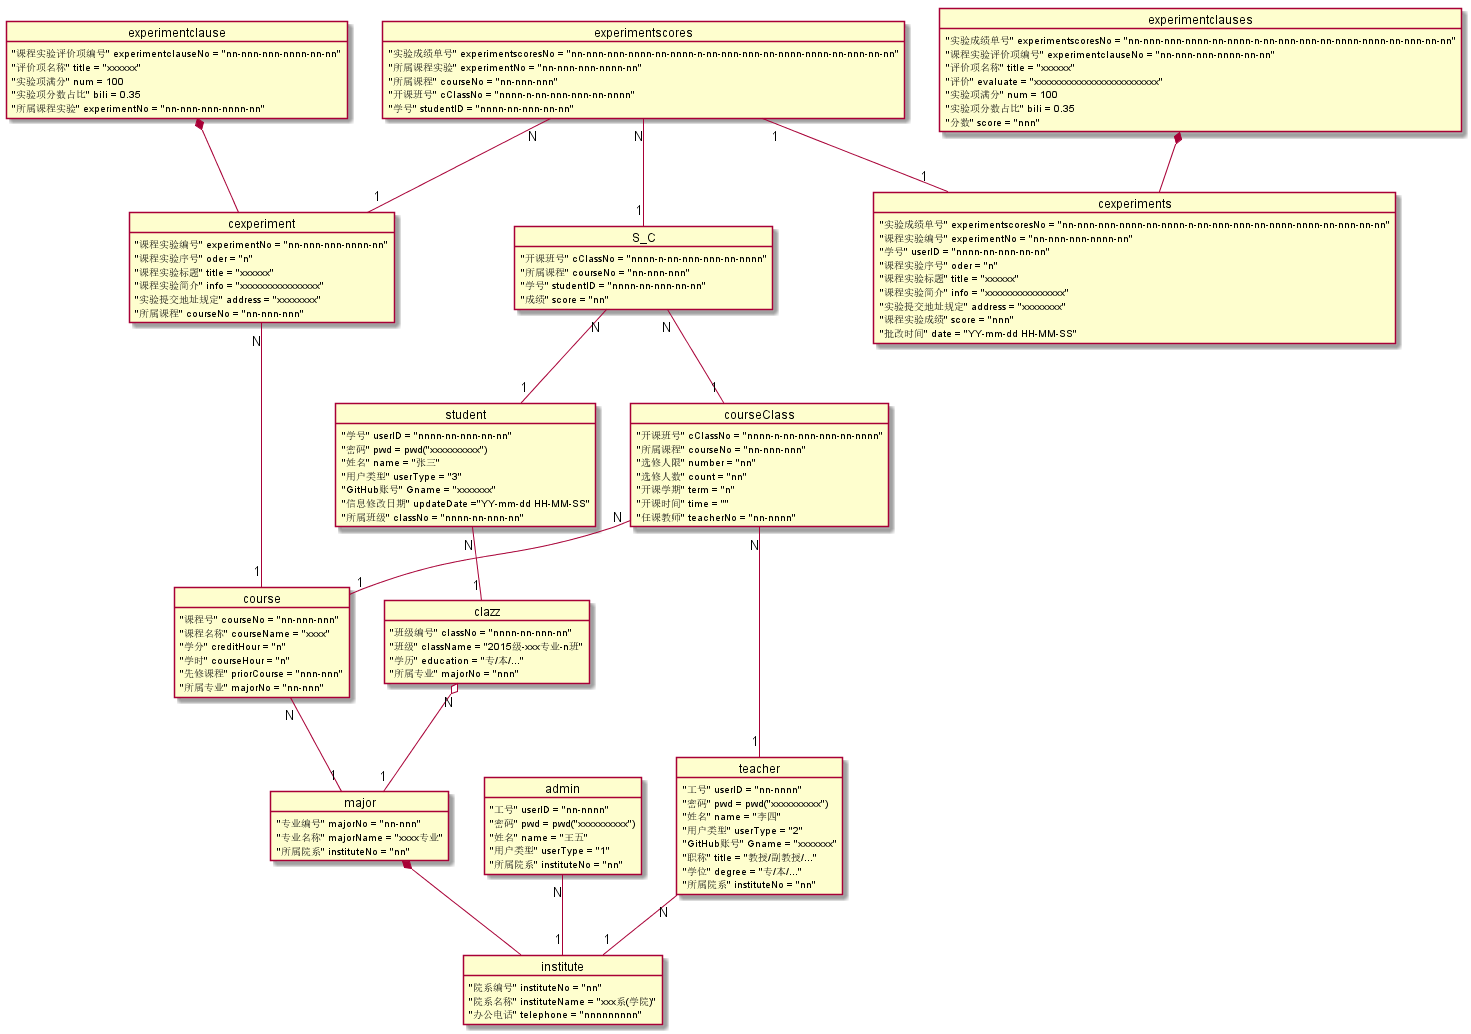 experimentclause
"课程实验评价项编号" experimentclauseNo = "nn-nnn-nnn-nnnn-nn-nn"
"评价项名称" title = "xxxxxx"
"实验项满分" num = 100
"实验项分数占比" bili = 0.35
"所属课程实验" experimentNo = "nn-nnn-nnn-nnnn-nn"
experimentscores
"实验成绩单号" experimentscoresNo = "nn-nnn-nnn-nnnn-nn-nnnn-n-nn-nnn-nnn-nn-nnnn-nnnn-nn-nnn-nn-nn"
"所属课程实验" experimentNo = "nn-nnn-nnn-nnnn-nn"
"所属课程" courseNo = "nn-nnn-nnn"
"开课班号" cClassNo = "nnnn-n-nn-nnn-nnn-nn-nnnn"
"学号" studentID = "nnnn-nn-nnn-nn-nn"
experimentclauses
"实验成绩单号" experimentscoresNo = "nn-nnn-nnn-nnnn-nn-nnnn-n-nn-nnn-nnn-nn-nnnn-nnnn-nn-nnn-nn-nn"
"课程实验评价项编号" experimentclauseNo = "nn-nnn-nnn-nnnn-nn-nn"
"评价项名称" title = "xxxxxx"
"评价" evaluate = "xxxxxxxxxxxxxxxxxxxxxxxx"
"实验项满分" num = 100
"实验项分数占比" bili = 0.35
"分数" score = "nnn"
N
N
1
1
1
1
cexperiment
"课程实验编号" experimentNo = "nn-nnn-nnn-nnnn-nn"
"课程实验序号" oder = "n"
"课程实验标题" title = "xxxxxx"
"课程实验简介" info = "xxxxxxxxxxxxxxx"
"实验提交地址规定" address = "xxxxxxxx"
"所属课程" courseNo = "nn-nnn-nnn"
S_C
"开课班号" cClassNo = "nnnn-n-nn-nnn-nnn-nn-nnnn"
"所属课程" courseNo = "nn-nnn-nnn"
"学号" studentID = "nnnn-nn-nnn-nn-nn"
"成绩" score = "nn"
cexperiments
"实验成绩单号" experimentscoresNo = "nn-nnn-nnn-nnnn-nn-nnnn-n-nn-nnn-nnn-nn-nnnn-nnnn-nn-nnn-nn-nn"
"课程实验编号" experimentNo = "nn-nnn-nnn-nnnn-nn"
"学号" userID = "nnnn-nn-nnn-nn-nn"
"课程实验序号" oder = "n"
"课程实验标题" title = "xxxxxx"
"课程实验简介" info = "xxxxxxxxxxxxxxx"
"实验提交地址规定" address = "xxxxxxxx"
"课程实验成绩" score = "nnn"
"批改时间" date = "YY-mm-dd HH-MM-SS"
N
N
N
1
1
student
"学号" userID = "nnnn-nn-nnn-nn-nn"
"密码" pwd = pwd("xxxxxxxxx")
"姓名" name = "张三"
"用户类型" userType = "3"
"GitHub账号" Gname = "xxxxxxx"
"信息修改日期" updateDate ="YY-mm-dd HH-MM-SS"
"所属班级" classNo = "nnnn-nn-nnn-nn"
courseClass
"开课班号" cClassNo = "nnnn-n-nn-nnn-nnn-nn-nnnn"
"所属课程" courseNo = "nn-nnn-nnn"
"选修人限" number = "nn"
"选修人数" count = "nn"
"开课学期" term = "n"
"开课时间" time = ""
"任课教师" teacherNo = "nn-nnnn"
N
N
N
1
1
1
course
"课程号" courseNo = "nn-nnn-nnn"
"课程名称" courseName = "xxxx"
"学分" creditHour = "n"
"学时" courseHour = "n"
"先修课程" priorCourse = "nnn-nnn"
"所属专业" majorNo = "nn-nnn"
clazz
"班级编号" classNo = "nnnn-nn-nnn-nn"
"班级" className = "2015级-xxx专业-n班"
"学历" education = "专/本/..."
"所属专业" majorNo = "nnn"
N
N
1
1
1
major
"专业编号" majorNo = "nn-nnn"
"专业名称" majorName = "xxxx专业"
"所属院系" instituteNo = "nn"
admin
"工号" userID = "nn-nnnn"
"密码" pwd = pwd("xxxxxxxxx")
"姓名" name = "王五"
"用户类型" userType = "1"
"所属院系" instituteNo = "nn"
teacher
"工号" userID = "nn-nnnn"
"密码" pwd = pwd("xxxxxxxxx")
"姓名" name = "李四"
"用户类型" userType = "2"
"GitHub账号" Gname = "xxxxxxx"
"职称" title = "教授/副教授/..."
"学位" degree = "专/本/..."
"所属院系" instituteNo = "nn"
N
N
1
1
institute
"院系编号" instituteNo = "nn"
"院系名称" instituteName = "xxx系(学院)"
"办公电话" telephone = "nnnnnnnnn"